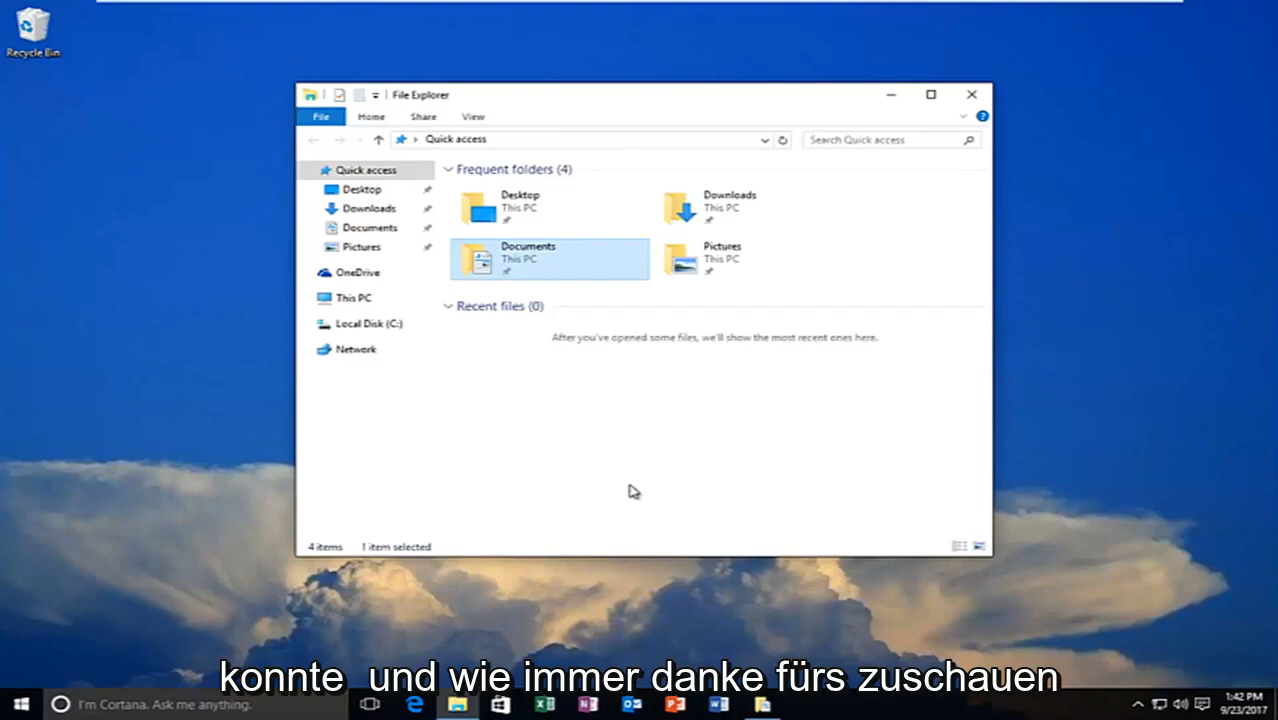 Recycle Bin
File Explorer
File Home Share View
Quick access
Search Quick access
Quick access
Desktop
Downloads
Documents
Pictures
OneDrive
This PC
Local Disk (C:)
Network
Frequent folders (4)
Desktop
This PC
Downloads
This PC
Documents
This PC
Pictures
This PC
Recent files (0)
After you've opened some files, we'll show the most recent ones here.
4 items 1 item selected
konnte und wie immer danke fürs zuschauen
I'm Cortana. Ask me anything.
1:42 PM
9/23/2017